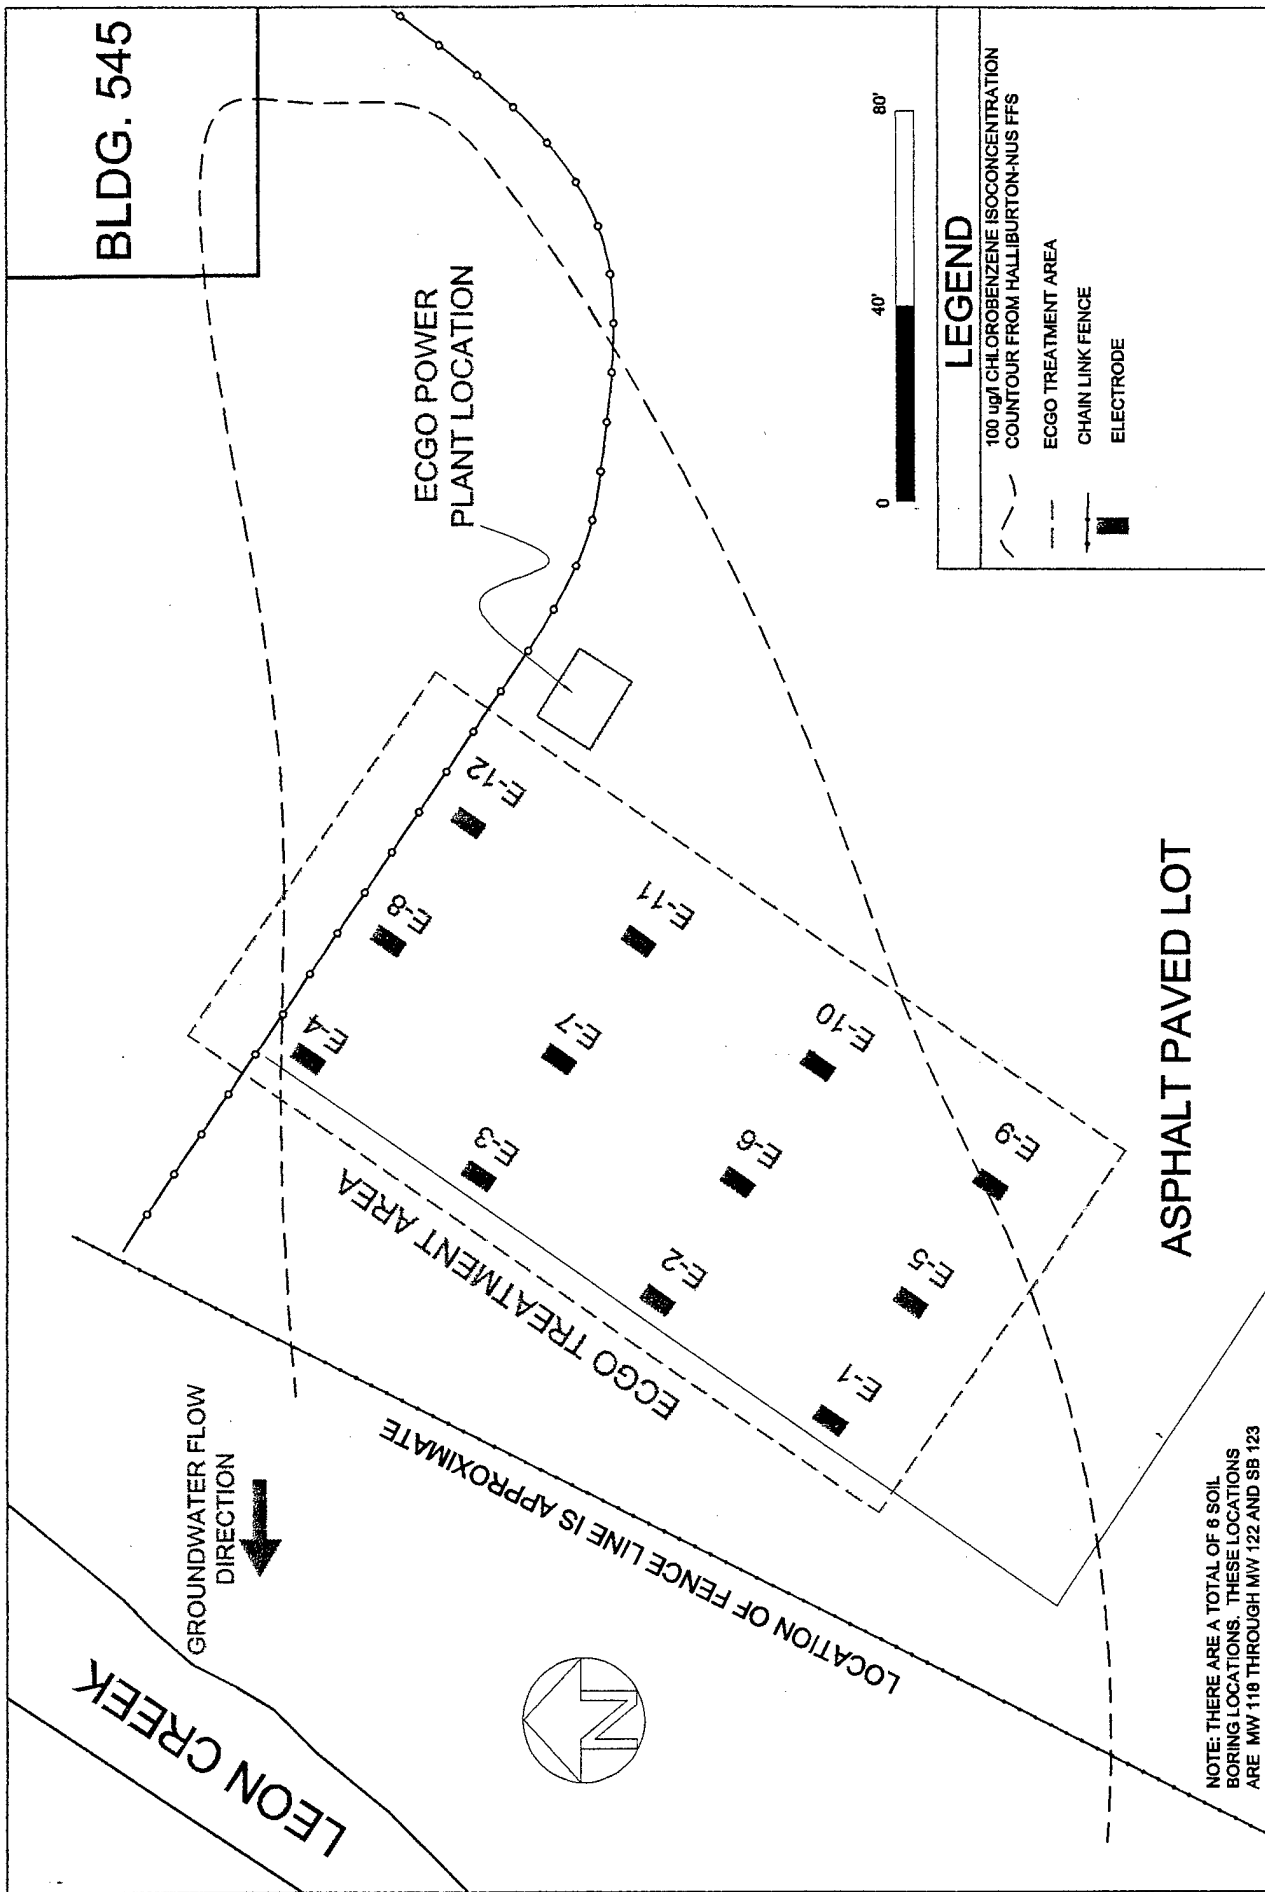 BLDG. 545
ECGO POWER
PLANT LOCATION
GROUNDWATER FLOW
DIRECTION
LEON CREEK
LOCATION OF FENCE LINE IS APPROXIMATE
ECGO TREATMENT AREA
E-4
E-8
E-12
E-3
E-7
E-11
E-2
E-6
E-10
E-1
E-5
E-9
N
ASPHALT PAVED LOT
0
40'
80'
LEGEND
100 ug/l CHLOROBENZENE ISOCONCENTRATION
COUNTOUR FROM HALLIBURTON-NUS FFS
ECGO TREATMENT AREA
CHAIN LINK FENCE
ELECTRODE
NOTE: THERE ARE A TOTAL OF 6 SOIL
BORING LOCATIONS. THESE LOCATIONS
ARE MW 118 THROUGH MW 122 AND SB 123